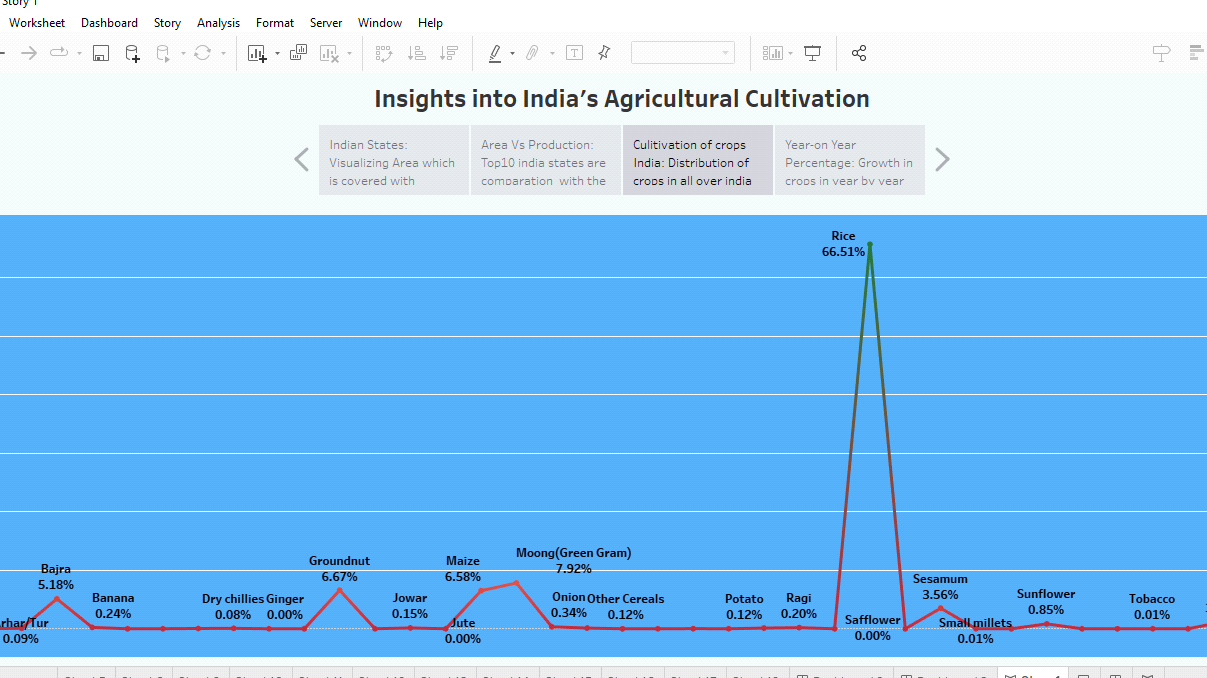 Story 1
Worksheet Dashboard Story Analysis Format Server Window Help
Insights into India's Agricultural Cultivation
Indian States:
Visualizing Area which
is covered with
Area Vs Production:
Top10 india states are
comparation with the
Culitivation of crops
India: Distribution of
crops in all over india
Year-on Year
Percentage: Growth in
crops in year by year
Rice
66.51%
Moong(Green Gram)
7.92%
Groundnut
6.67%
Maize
6.58%
Bajra
5.18%
Sesamum
3.56%
Banana
0.24%
Dry chillies
0.08%
Ginger
0.00%
Jowar
0.15%
Onion
0.34%
Other Cereals
0.12%
Potato
0.12%
Ragi
0.20%
Sunflower
0.85%
Tobacco
0.01%
rhar/Tur
0.09%
Jute
0.00%
Safflower
0.00%
Small millets
0.01%